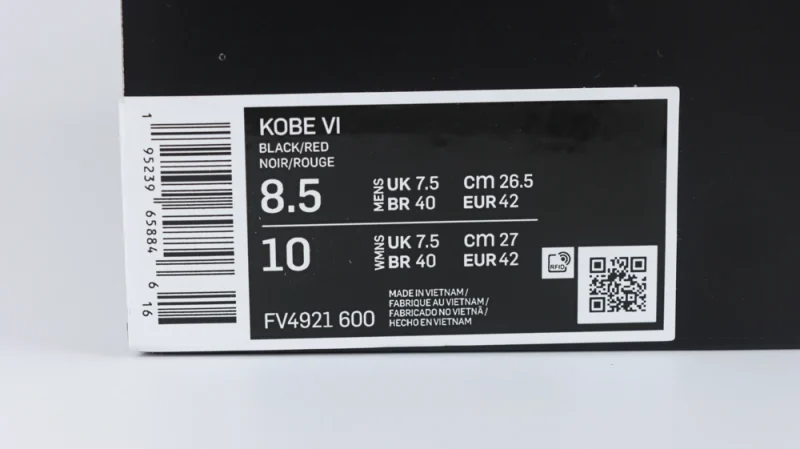 1 95239 65884 6 16
KOBE VI
BLACK/RED
NOIR/ROUGE
8.5 MENS UK 7.5 cm 26.5
BR 40 EUR 42
10 WMNS UK 7.5 cm 27
BR 40 EUR 42
RFID
MADE IN VIETNAM /
FABRIQUE AU VIETNAM /
FABRICADO NO VIETNÃ /
HECHO EN VIETNAM
FV4921 600